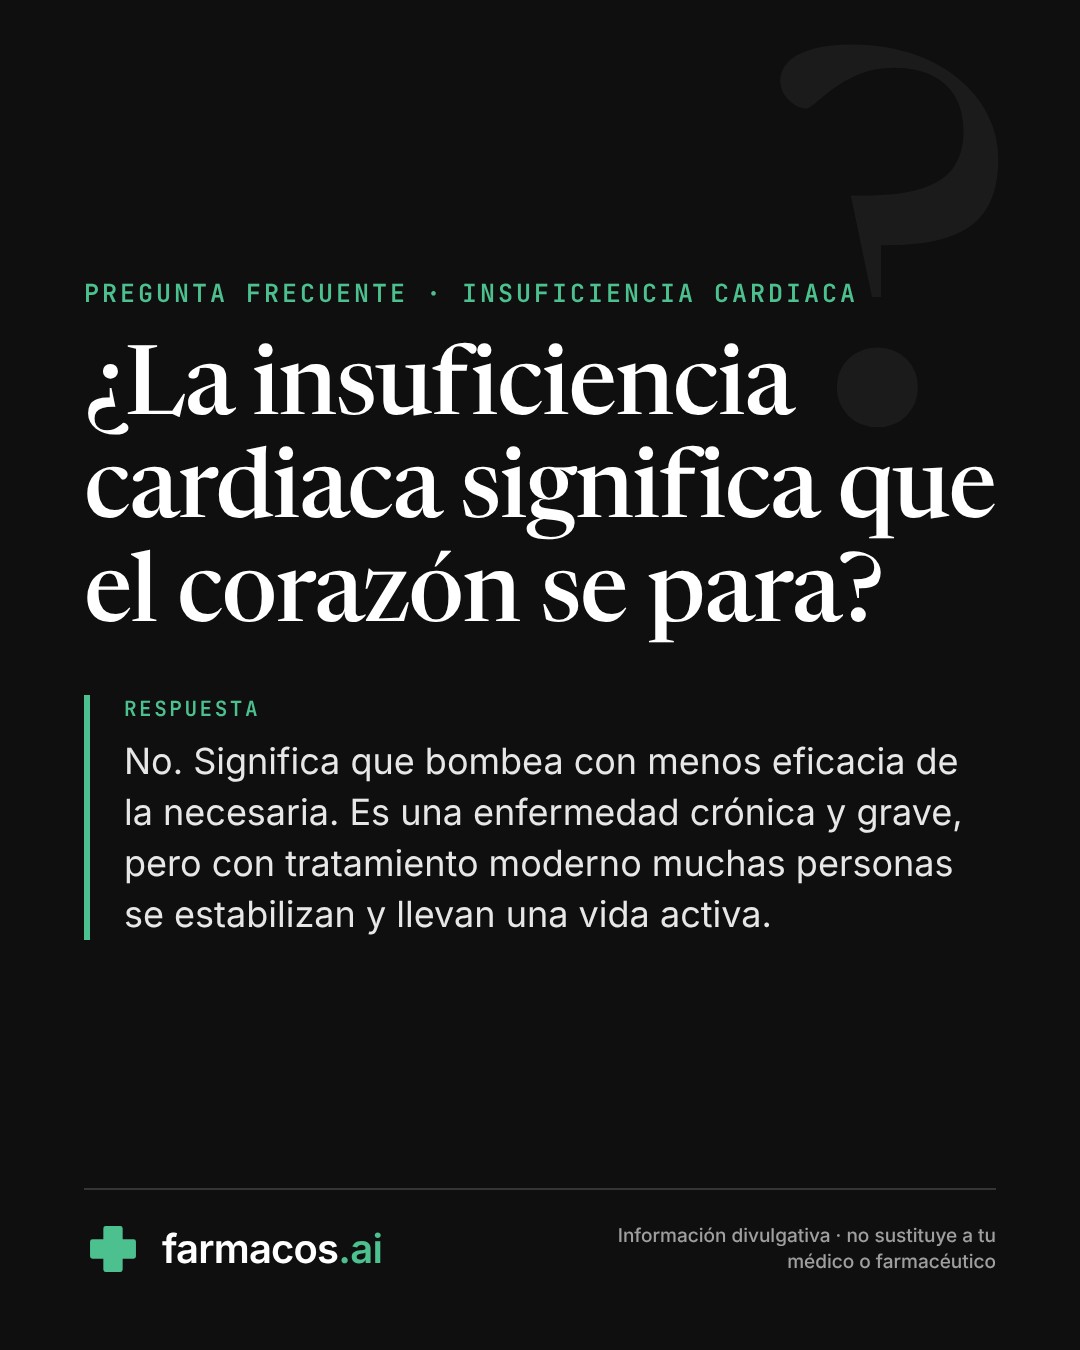 PREGUNTA FRECUENTE · INSUFICIENCIA CARDIACA
¿La insuficiencia
cardiaca significa que
el corazón se para?
RESPUESTA
No. Significa que bombea con menos eficacia de
la necesaria. Es una enfermedad crónica y grave,
pero con tratamiento moderno muchas personas
se estabilizan y llevan una vida activa.
farmacos.ai
Información divulgativa · no sustituye a tu
médico o farmacéutico